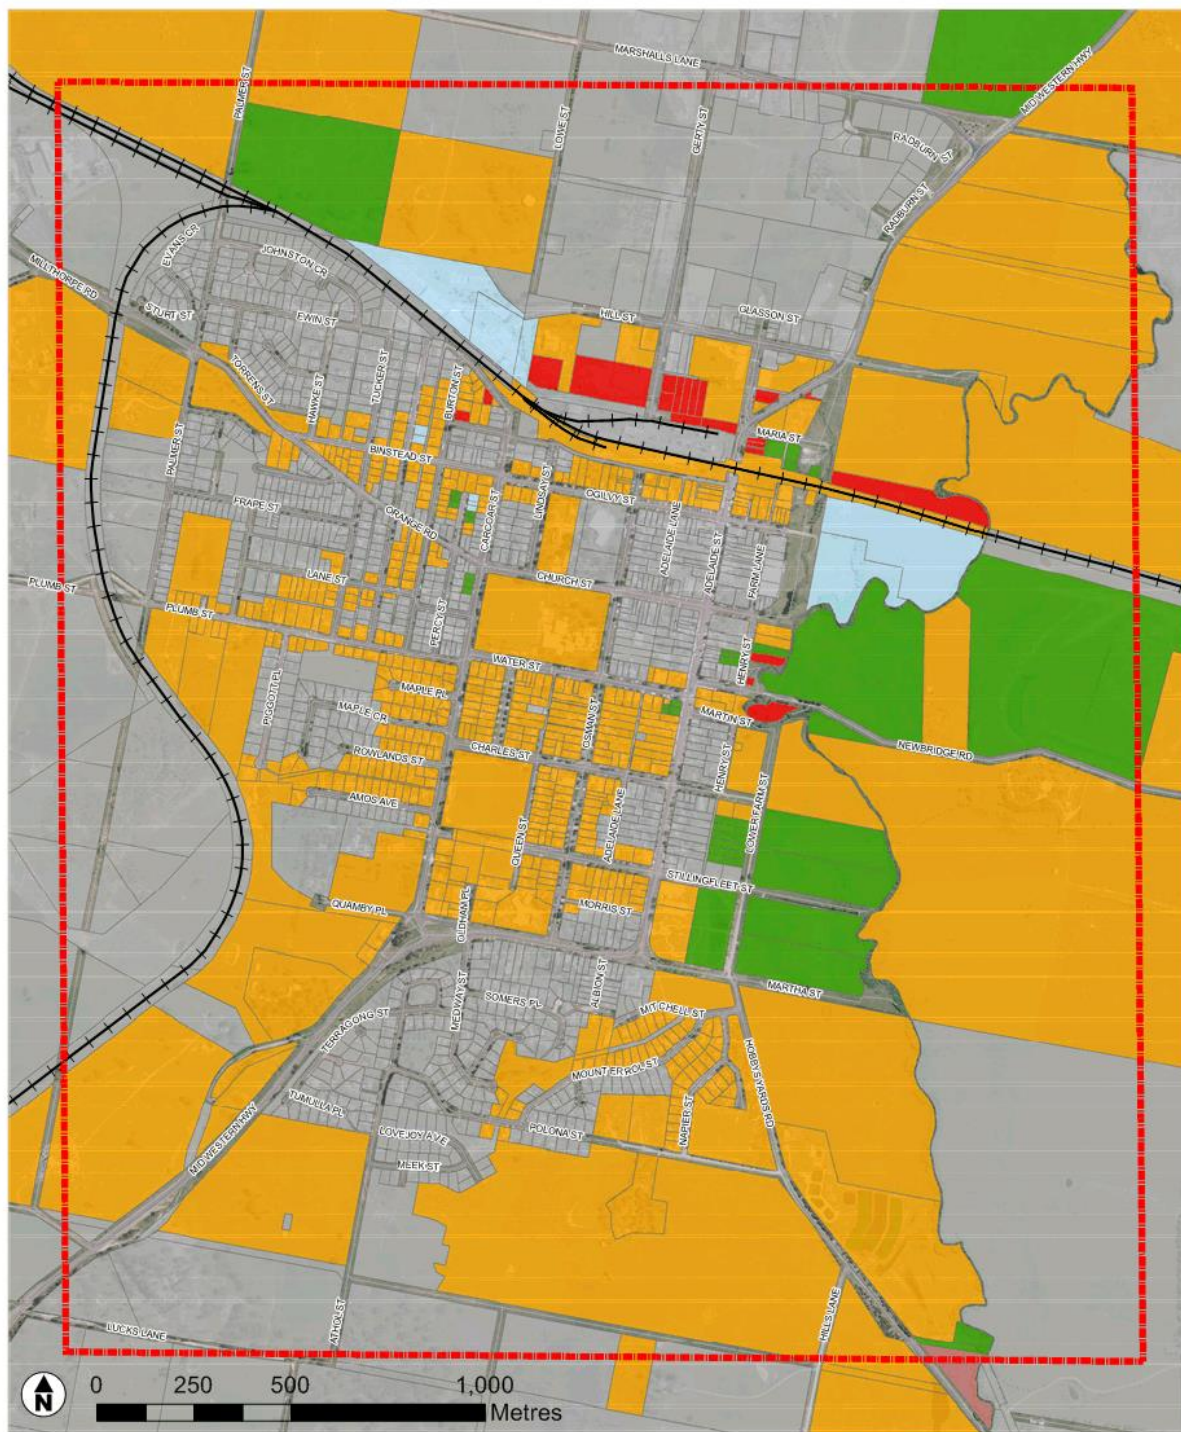 MARSHALLS LANE
MID WESTERN HWY
PALMER ST
LOWE ST
GERTY ST
RADBURN ST
RADBURN ST
EVANS CR
JOHNSTON CR
MILLTHORPE RD
STURT ST
EWIN ST
HILL ST
GLASSON ST
TORRENS ST
HAWKE ST
TUCKER ST
BURTON ST
MARIA ST
PALMER ST
BINSTEAD ST
LINDSAY ST
OGILVY ST
FRAPE ST
ORANGE RD
CARCOAR ST
ADELAIDE LANE
ADELAIDE ST
FARM LANE
PLUMB ST
LANE ST
CHURCH ST
PLUMB ST
PERCY ST
HENRY ST
WATER ST
PIGGOTT PL
MAPLE PL
MAPLE CR
OSMAN ST
MARTIN ST
NEWBRIDGE RD
ROWLANDS ST
CHARLES ST
HENRY ST
AMOS AVE
QUEEN ST
ADELAIDE LANE
LOWER FARM ST
STILLINGFLEET ST
QUAMBY PL
OLDHAM PL
MORRIS ST
MARTHA ST
TERRAGONG ST
MEDWAY ST
SOMERS PL
ALBION ST
MITCHELL ST
MOUNT ERROL ST
HOBBYS YARDS RD
TUMULLA PL
NAPIER ST
MID WESTERN HWY
LOVEJOY AVE
POLONA ST
MEEK ST
LUCKS LANE
ATHOL ST
HILLS LANE
N
0 250 500 1,000
Metres